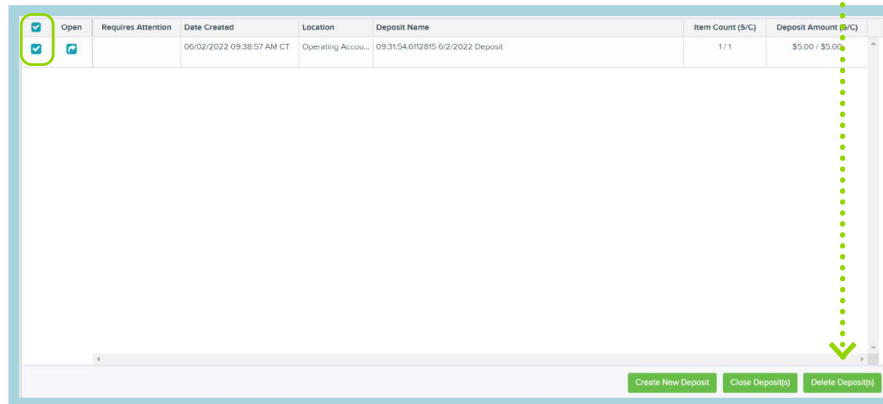 Open Requires Attention Date Created Location Deposit Name Item Count (S/C) Deposit Amount (S/C)
06/02/2022 09:38:57 AM CT Operating Accou... 09:31:54.6112815 6/2/2022 Deposit 1 / 1 $5.00 / $5.00
Create New Deposit Close Deposit(s) Delete Deposit(s)